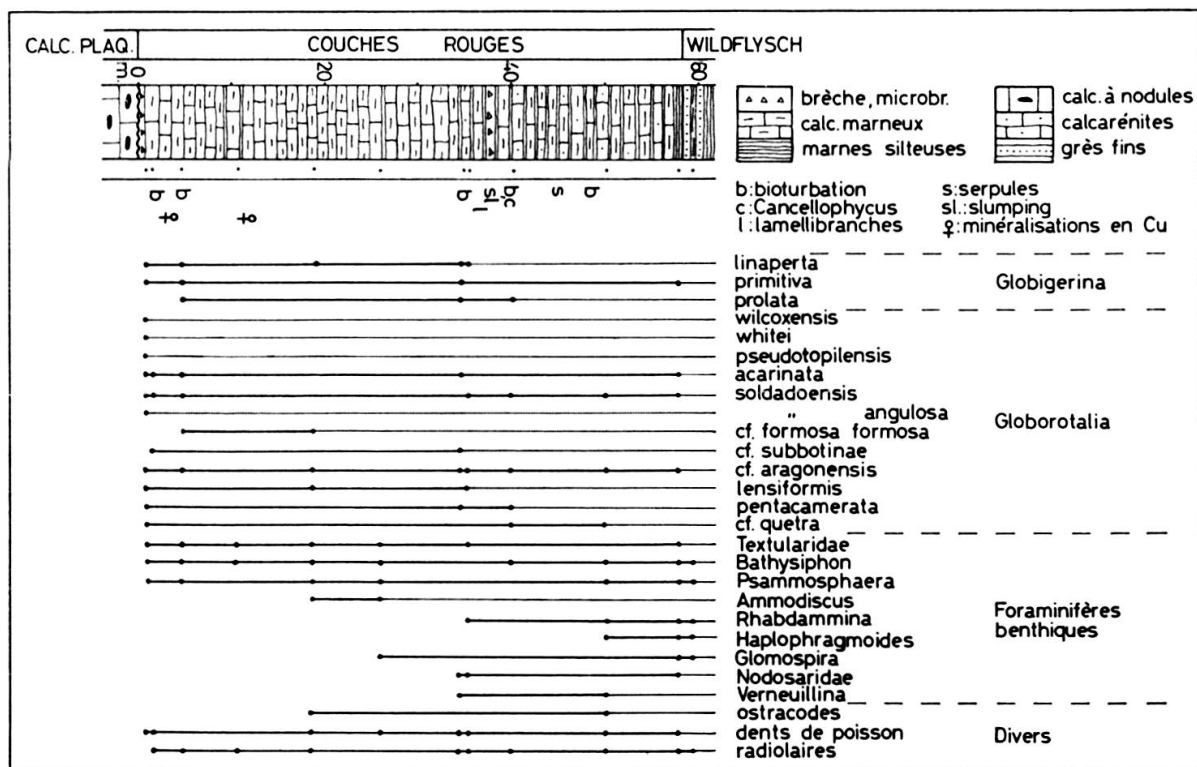 CALC. PLAQ. COUCHES ROUGES WILDFLYSCH
m. 0 20 40 60
brèche, microbr.
calc. marneux
marnes silteuses
calc. à nodules
calcarénites
grès fins
b b b sl l b,c s b
♀ ♀
b: bioturbation
c: Cancellophycus
l: lamellibranches
s: serpules
sl.: slumping
♀: minéralisations en Cu
linaperta
primitiva
prolata
Globigerina
wilcoxensis
whitei
pseudotopilensis
acarinata
soldadoensis
„ angulosa
cf. formosa formosa
cf. subbotinae
cf. aragonensis
lensiformis
pentacamerata
cf. quetra
Globorotalia
Textularidae
Bathysiphon
Psammosphaera
Ammodiscus
Rhabdammina
Haplophragmoides
Glomospira
Nodosaridae
Verneuillina
Foraminifères
benthiques
ostracodes
dents de poisson
radiolaires
Divers